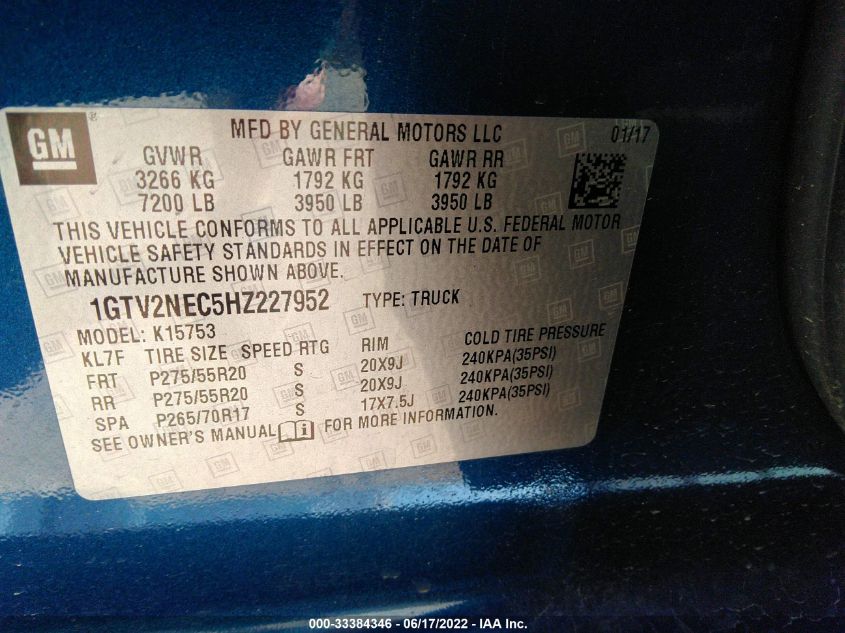 GM ® MFD BY GENERAL MOTORS LLC 01/17
GVWR GAWR FRT GAWR RR
3266 KG 1792 KG 1792 KG
7200 LB 3950 LB 3950 LB
THIS VEHICLE CONFORMS TO ALL APPLICABLE U.S. FEDERAL MOTOR
VEHICLE SAFETY STANDARDS IN EFFECT ON THE DATE OF
MANUFACTURE SHOWN ABOVE.
1GTV2NEC5HZ227952 TYPE: TRUCK
MODEL: K15753
KL7F TIRE SIZE SPEED RTG RIM COLD TIRE PRESSURE
FRT P275/55R20 S 20X9J 240KPA(35PSI)
RR P275/55R20 S 20X9J 240KPA(35PSI)
SPA P265/70R17 S 17X7.5J 240KPA(35PSI)
SEE OWNER'S MANUAL i FOR MORE INFORMATION.
000-33384346 - 06/17/2022 - IAA Inc.